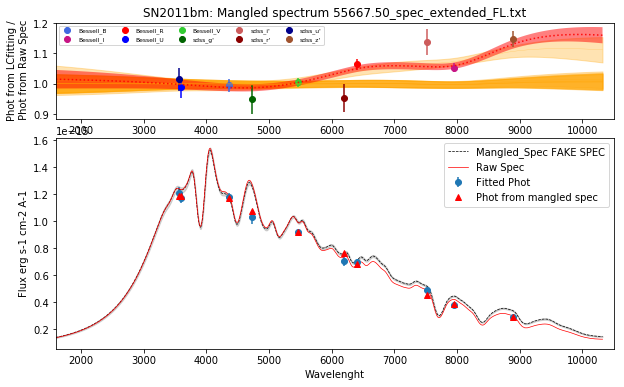 SN2011bm: Mangled spectrum 55667.50_spec_extended_FL.txt
Phot from LCfitting /
Phot from Raw Spec
1.2
1.1
1.0
0.9
Bessell_B
Bessell_I
Bessell_R
Bessell_U
Bessell_V
sdss_g'
sdss_i'
sdss_r'
sdss_u'
sdss_z'
2000 3000 4000 5000 6000 7000 8000 9000 10000
Flux erg s-1 cm-2 A-1
1.6
1.4
1.2
1.0
0.8
0.6
0.4
0.2
Mangled_Spec FAKE SPEC
Raw Spec
Fitted Phot
Phot from mangled spec
2000 3000 4000 5000 6000 7000 8000 9000 10000
Wavelenght